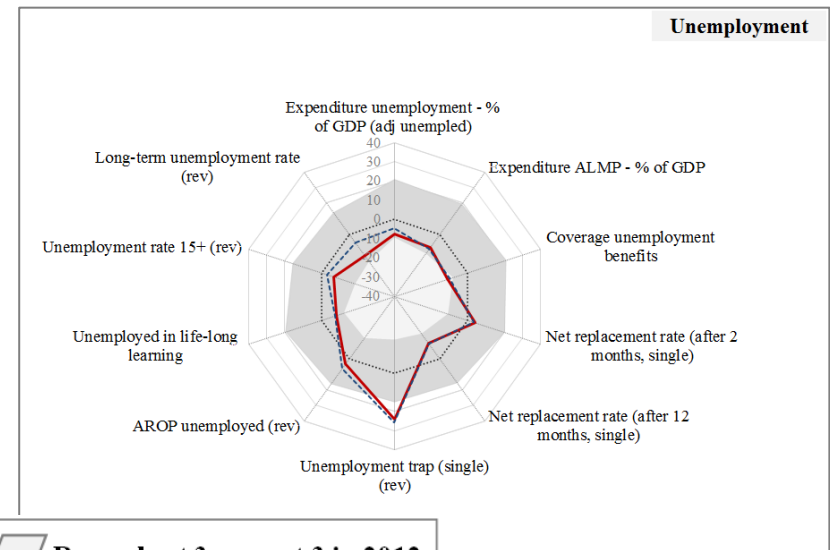 Unemployment
Expenditure unemployment - %
of GDP (adj unempled)
Expenditure ALMP - % of GDP
Coverage unemployment
benefits
Net replacement rate (after 2
months, single)
Net replacement rate (after 12
months, single)
Unemployment trap (single)
(rev)
AROP unemployed (rev)
Unemployed in life-long
learning
Unemployment rate 15+ (rev)
Long-term unemployment rate
(rev)
40
30
20
10
0
-10
-20
-30
-40